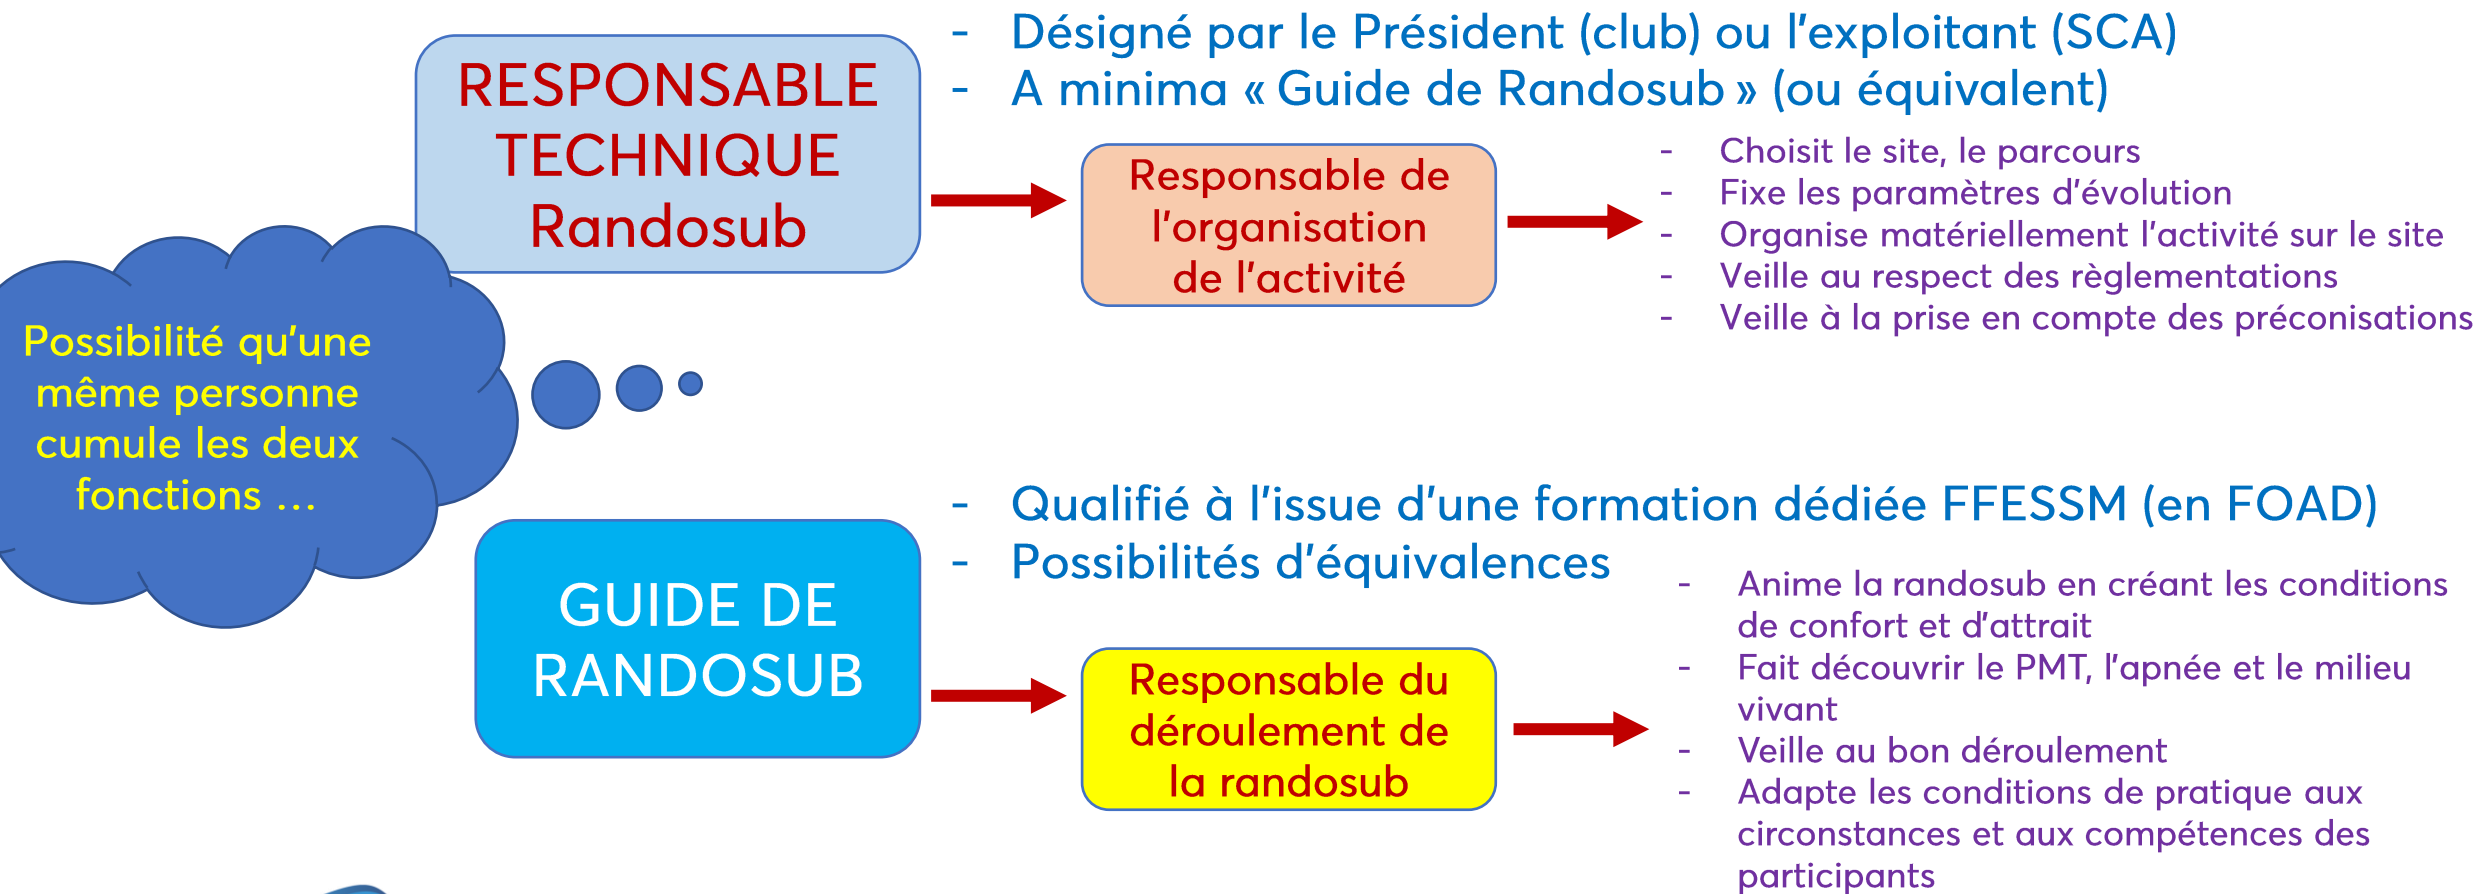 - Désigné par le Président (club) ou l'exploitant (SCA)
- A minima « Guide de Randosub » (ou équivalent)
RESPONSABLE
TECHNIQUE
Randosub
Responsable de
l'organisation
de l'activité
- Choisit le site, le parcours
- Fixe les paramètres d'évolution
- Organise matériellement l'activité sur le site
- Veille au respect des règlementations
- Veille à la prise en compte des préconisations
Possibilité qu'une
même personne
cumule les deux
fonctions …
- Qualifié à l'issue d'une formation dédiée FFESSM (en FOAD)
- Possibilités d'équivalences
GUIDE DE
RANDOSUB
Responsable du
déroulement de
la randosub
- Anime la randosub en créant les conditions
de confort et d'attrait
- Fait découvrir le PMT, l'apnée et le milieu
vivant
- Veille au bon déroulement
- Adapte les conditions de pratique aux
circonstances et aux compétences des
participants